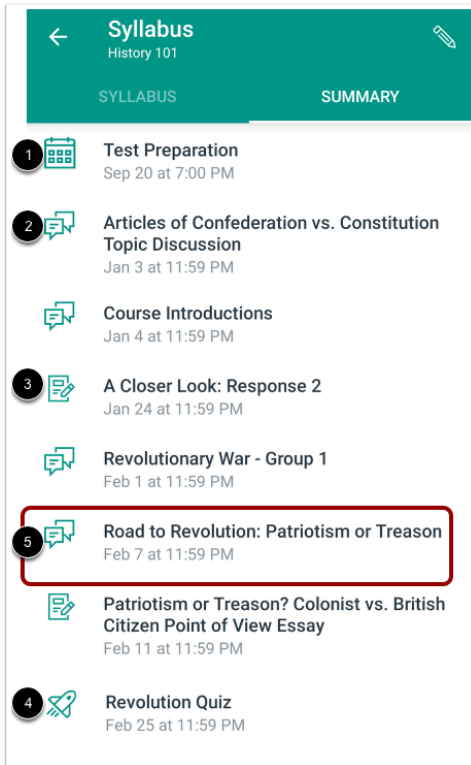 Syllabus
History 101
SYLLABUS
SUMMARY
1
Test Preparation
Sep 20 at 7:00 PM
2
Articles of Confederation vs. Constitution
Topic Discussion
Jan 3 at 11:59 PM
Course Introductions
Jan 4 at 11:59 PM
3
A Closer Look: Response 2
Jan 24 at 11:59 PM
Revolutionary War - Group 1
Feb 1 at 11:59 PM
5
Road to Revolution: Patriotism or Treason
Feb 7 at 11:59 PM
Patriotism or Treason? Colonist vs. British
Citizen Point of View Essay
Feb 11 at 11:59 PM
4
Revolution Quiz
Feb 25 at 11:59 PM